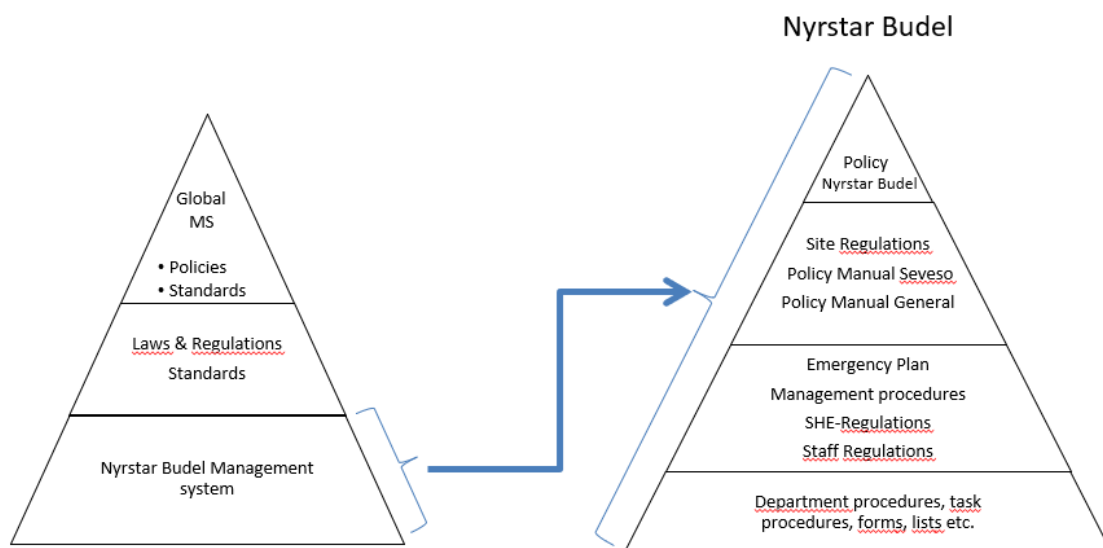 Nyrstar Budel
Global
MS
• Policies
• Standards
Laws & Regulations
Standards
Nyrstar Budel Management
system
Policy
Nyrstar Budel
Site Regulations
Policy Manual Seveso
Policy Manual General
Emergency Plan
Management procedures
SHE-Regulations
Staff Regulations
Department procedures, task
procedures, forms, lists etc.